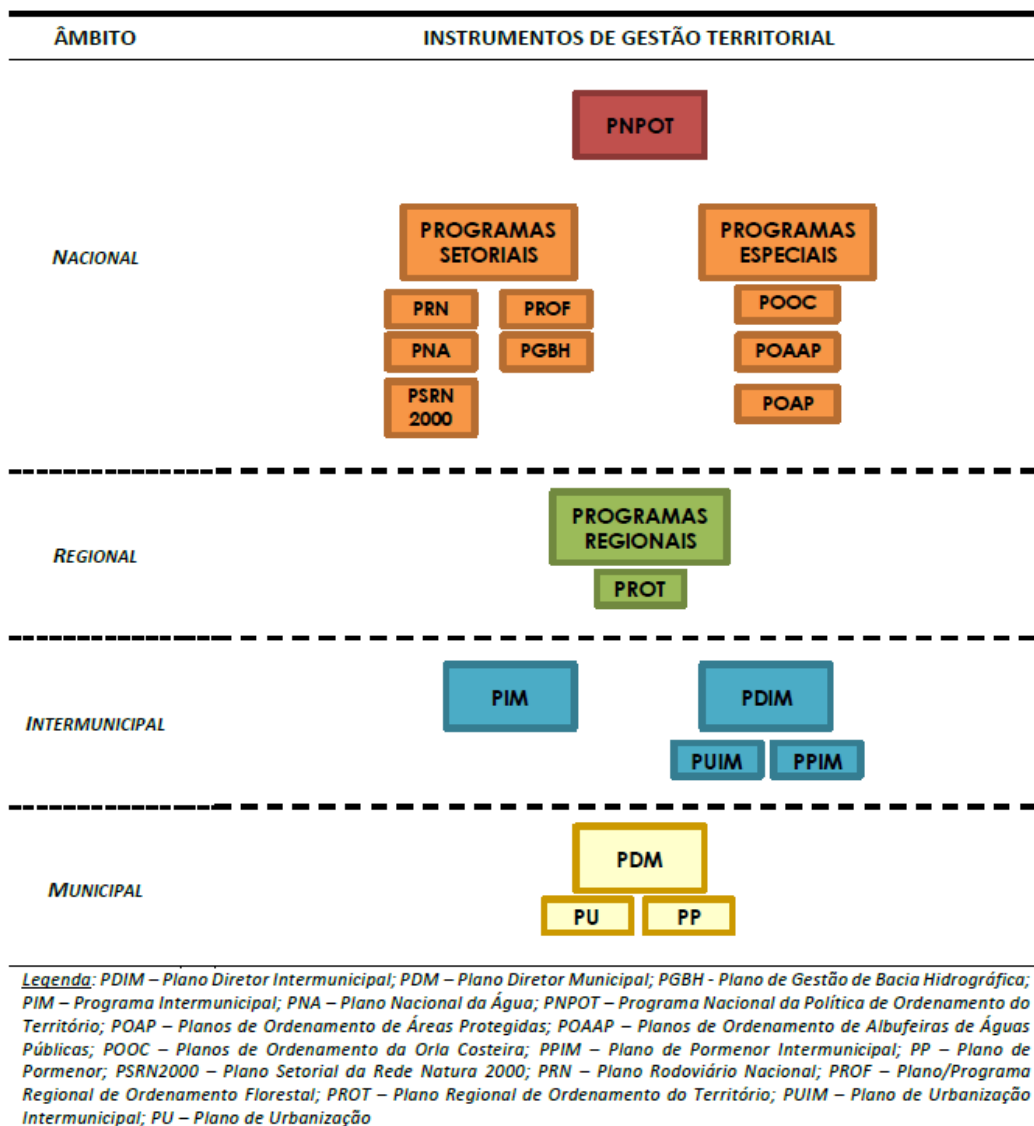 ÂMBITO INSTRUMENTOS DE GESTÃO TERRITORIAL
PNPOT
PROGRAMAS SETORIAIS
PROGRAMAS ESPECIAIS
NACIONAL
PRN PROF POOC
PNA PGBH POAAP
PSRN 2000
POAP
PROGRAMAS REGIONAIS
REGIONAL
PROT
PIM PDIM
INTERMUNICIPAL
PUIM PPIM
PDM
MUNICIPAL
PU PP
Legenda: PDIM – Plano Diretor Intermunicipal; PDM – Plano Diretor Municipal; PGBH - Plano de Gestão de Bacia Hidrográfica;
PIM – Programa Intermunicipal; PNA – Plano Nacional da Água; PNPOT – Programa Nacional da Política de Ordenamento do
Território; POAP – Planos de Ordenamento de Áreas Protegidas; POAAP – Planos de Ordenamento de Albufeiras de Águas
Públicas; POOC – Planos de Ordenamento da Orla Costeira; PPIM – Plano de Pormenor Intermunicipal; PP – Plano de
Pormenor; PSRN2000 – Plano Setorial da Rede Natura 2000; PRN – Plano Rodoviário Nacional; PROF – Plano/Programa
Regional de Ordenamento Florestal; PROT – Plano Regional de Ordenamento do Território; PUIM – Plano de Urbanização
Intermunicipal; PU – Plano de Urbanização